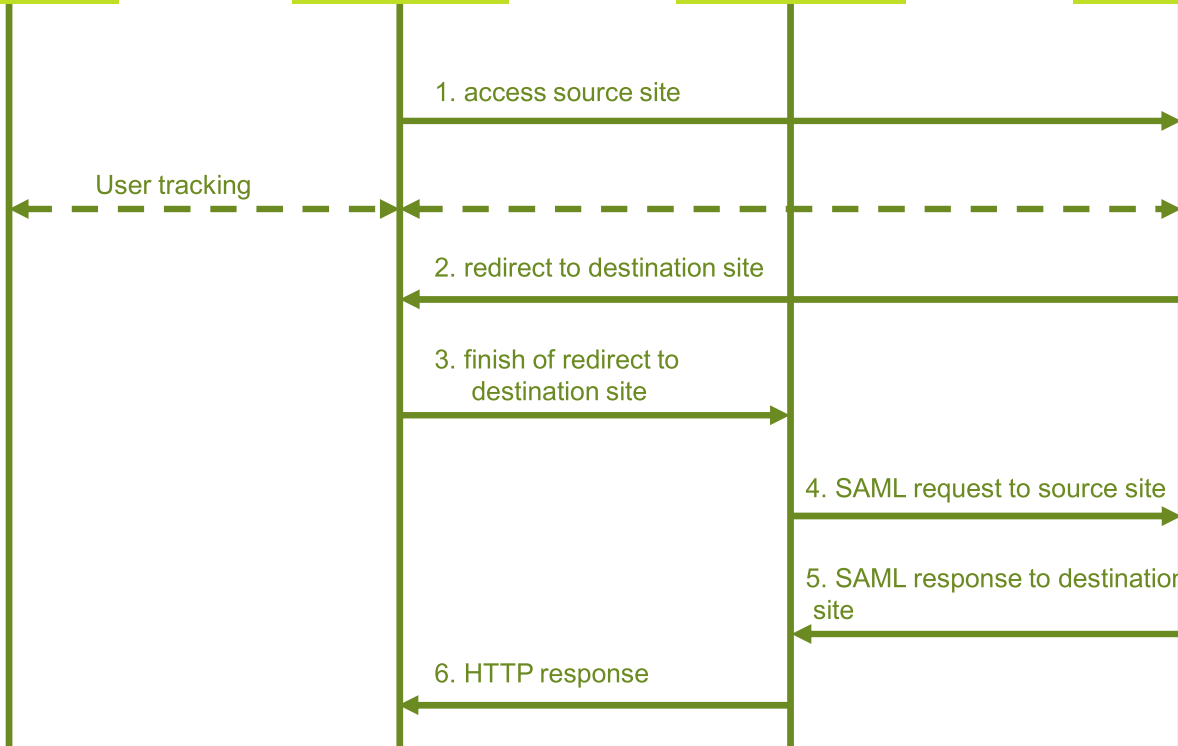 1. access source site
User tracking
2. redirect to destination site
3. finish of redirect to
destination site
4. SAML request to source site
5. SAML response to destination
site
6. HTTP response